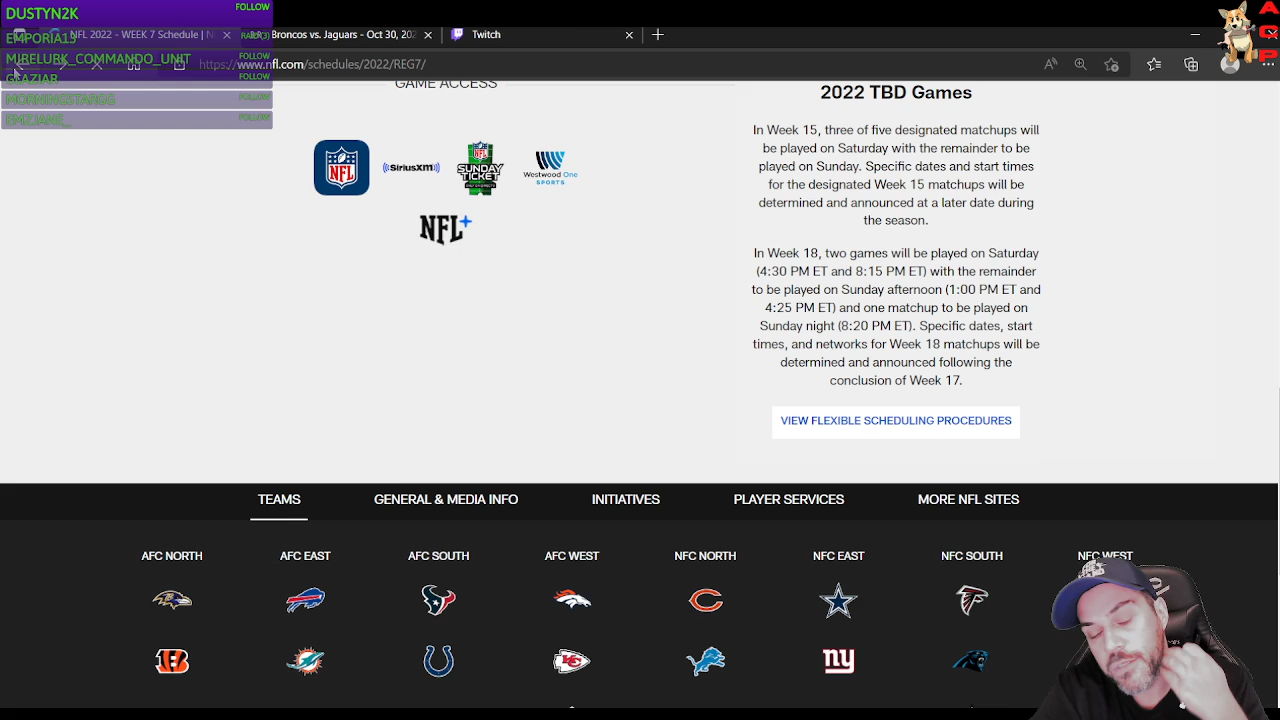 DUSTYN2K FOLLOW
EMPORIA15 RAID(3)
MIRELURK_COMMANDO_UNIT FOLLOW
GLAZIAR FOLLOW
MORNINGSTARGG FOLLOW
EMZJANE_ FOLLOW
NFL 2022 - WEEK 7 Schedule | N
Broncos vs. Jaguars - Oct 30, 202
Twitch
https://www.nfl.com/schedules/2022/REG7/
A
C
P
GAME ACCESS
NFL
SiriusXM
NFL
SUNDAY
TICKET
Westwood One
SPORTS
NFL+
2022 TBD Games
In Week 15, three of five designated matchups will
be played on Saturday with the remainder to be
played on Sunday. Specific dates and start times
for the designated Week 15 matchups will be
determined and announced at a later date during
the season.
In Week 18, two games will be played on Saturday
(4:30 PM ET and 8:15 PM ET) with the remainder
to be played on Sunday afternoon (1:00 PM ET and
4:25 PM ET) and one matchup to be played on
Sunday night (8:20 PM ET). Specific dates, start
times, and networks for Week 18 matchups will be
determined and announced following the
conclusion of Week 17.
VIEW FLEXIBLE SCHEDULING PROCEDURES
TEAMS GENERAL & MEDIA INFO INITIATIVES PLAYER SERVICES MORE NFL SITES
AFC NORTH AFC EAST AFC SOUTH AFC WEST NFC NORTH NFC EAST NFC SOUTH NFC WEST
ny